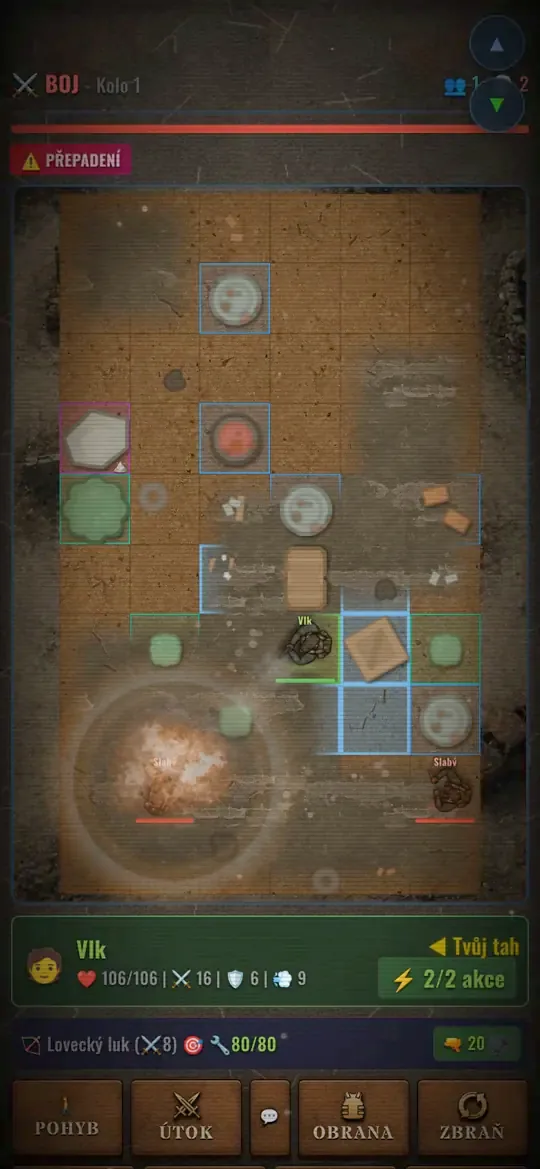 BOJ - Kolo 1
1 2
PŘEPADENÍ
Vlk
Slabý
Slabý
Vlk
Tvůj tah
106/106 | 16 | 6 | 9
2/2 akce
Lovecký luk (8) 80/80
20
POHYB
ÚTOK
OBRANA
ZBRAŇ